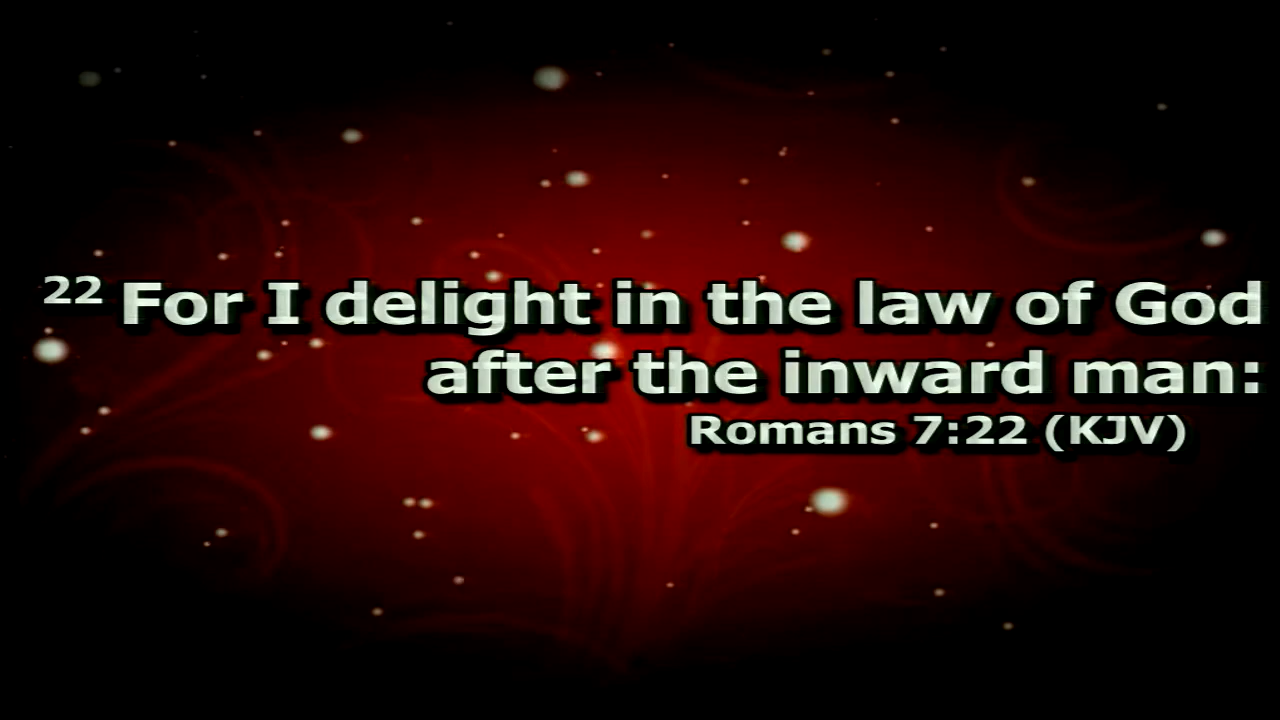 22 For I delight in the law of God
after the inward man:
Romans 7:22 (KJV)